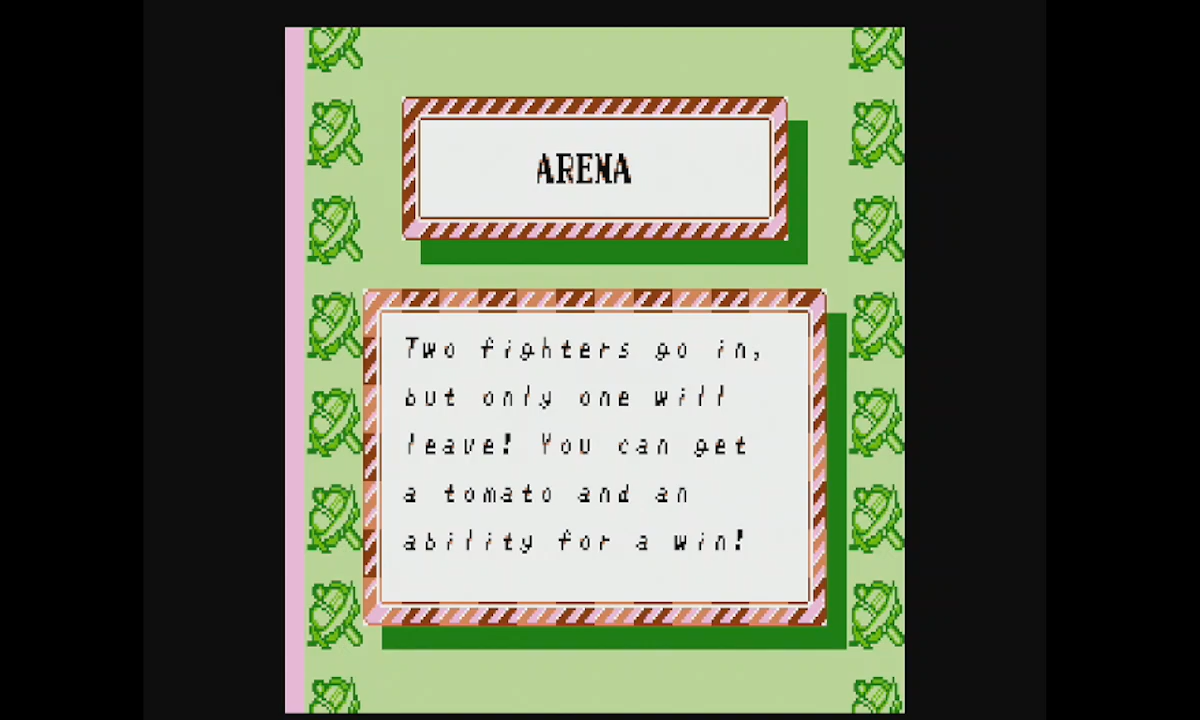 ARENA
Two fighters go in,
but only one will
leave! You can get
a tomato and an
ability for a win!